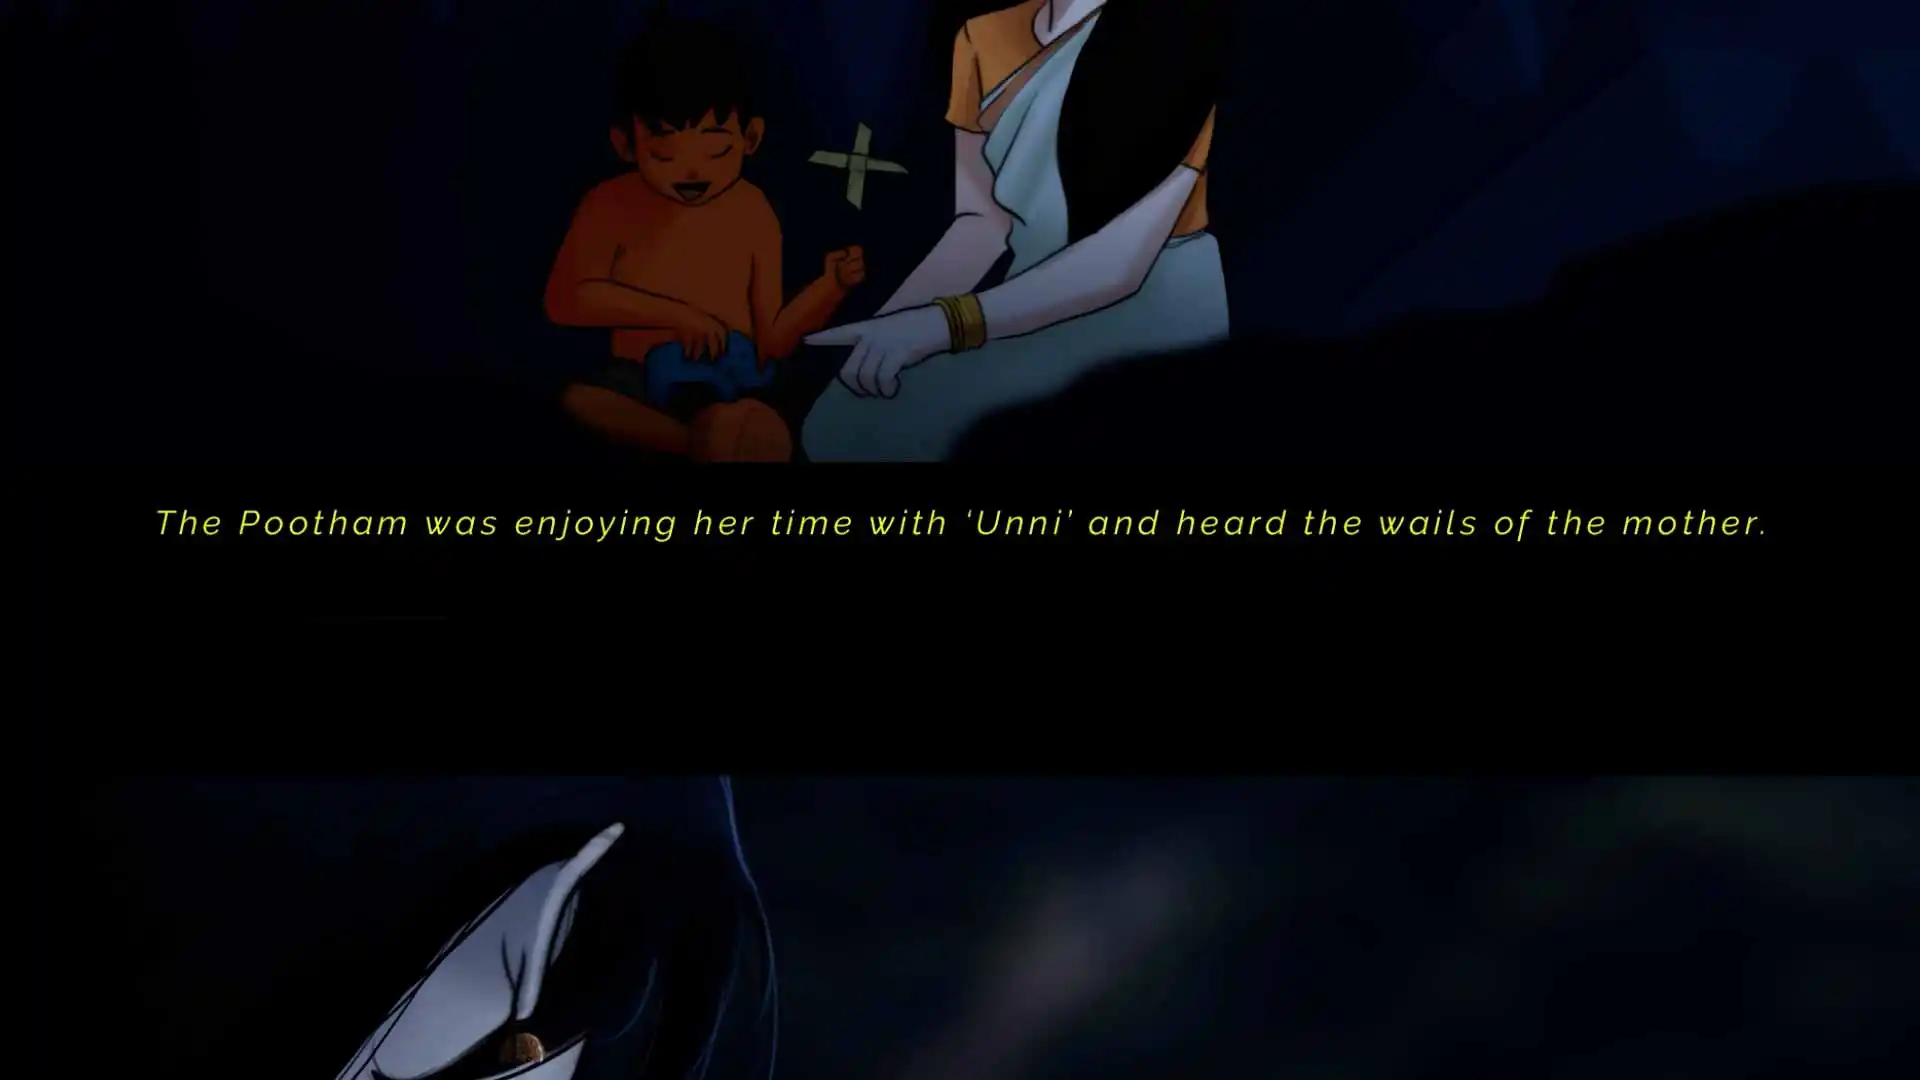 The Pootham was enjoying her time with ‘Unni’ and heard the wails of the mother.